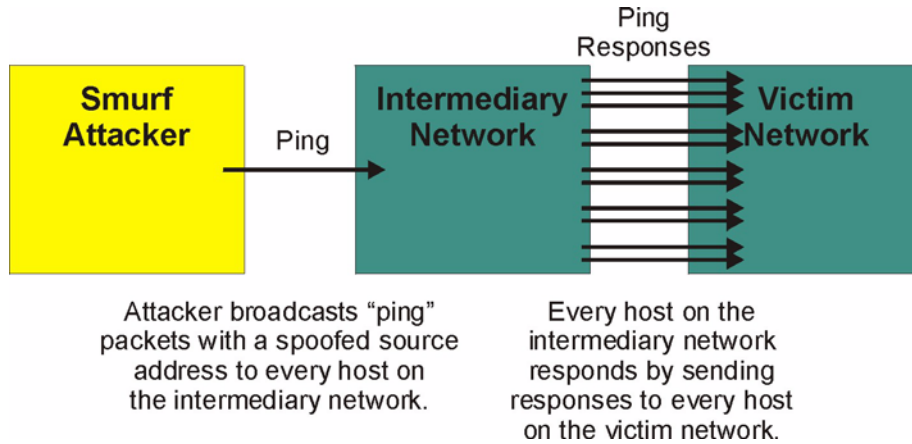 Ping
Responses
Smurf
Attacker
Ping
Intermediary
Network
Victim
Network
Attacker broadcasts “ping”
packets with a spoofed source
address to every host on
the intermediary network.
Every host on the
intermediary network
responds by sending
responses to every host
on the victim network.